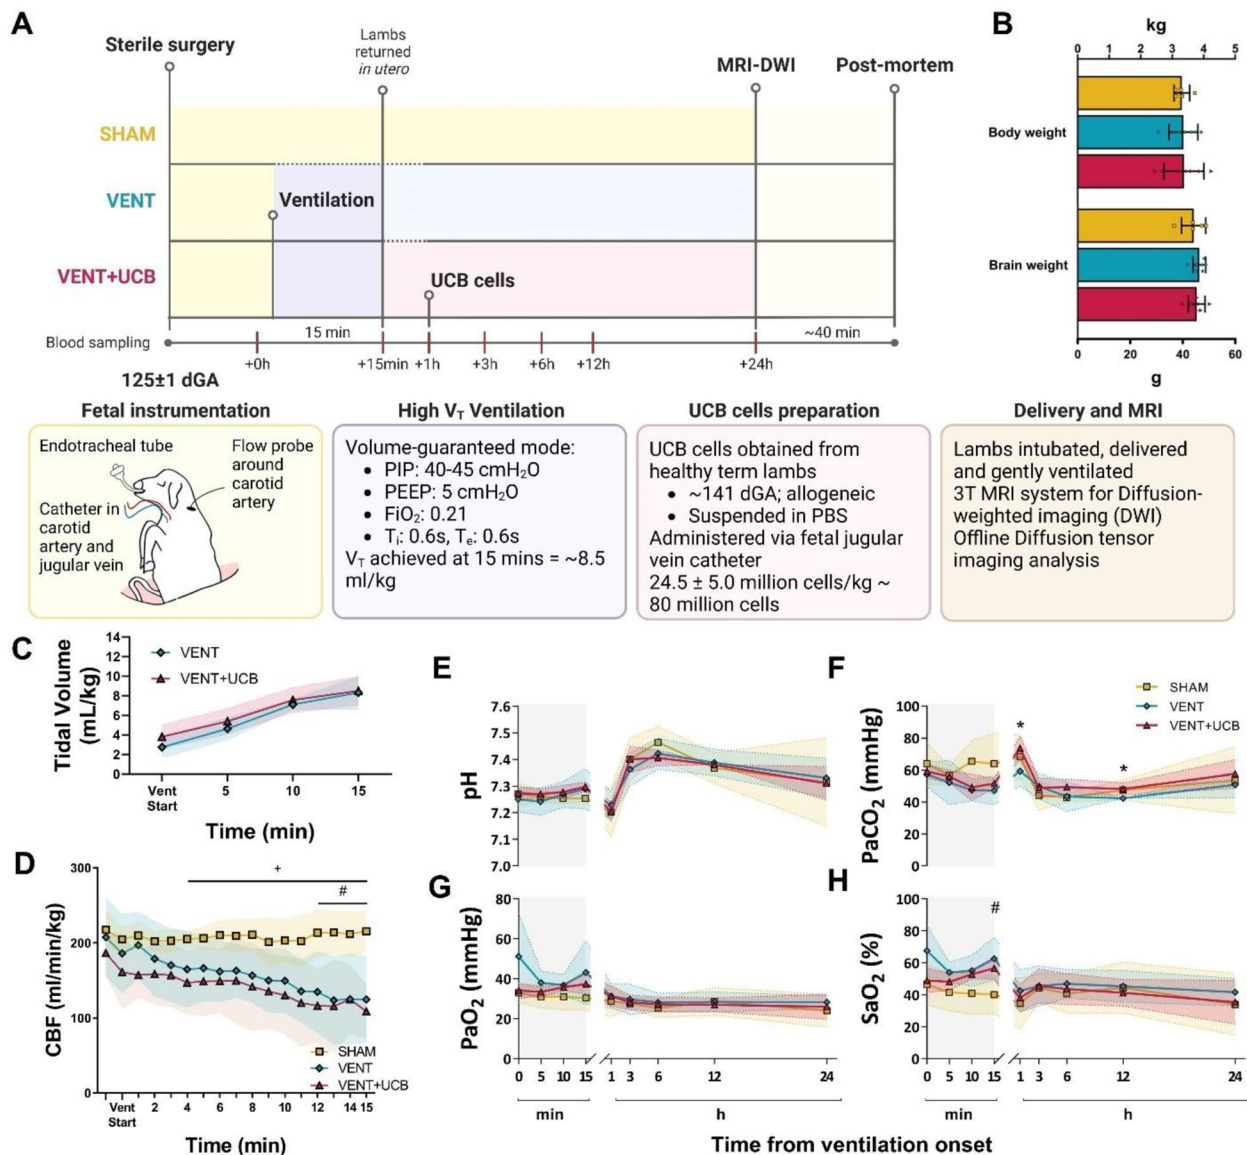 A
Sterile surgery
Lambs
returned
in utero
MRI-DWI
Post-mortem
SHAM
VENT
Ventilation
VENT+UCB
UCB cells
15 min
~40 min
Blood sampling
+0h
+15min
+1h
+3h
+6h
+12h
+24h
125±1 dGA
B
kg
0 1 2 3 4 5
Body weight
Brain weight
0 20 40 60
g
Fetal instrumentation
Endotracheal tube
Flow probe
around
carotid
artery
Catheter in
carotid
artery and
jugular vein
High VT Ventilation
Volume-guaranteed mode:
• PIP: 40-45 cmH2O
• PEEP: 5 cmH2O
• FiO2: 0.21
• Ti: 0.6s, Te: 0.6s
VT achieved at 15 mins = ~8.5
ml/kg
UCB cells preparation
UCB cells obtained from
healthy term lambs
• ~141 dGA; allogeneic
• Suspended in PBS
Administered via fetal jugular
vein catheter
24.5 ± 5.0 million cells/kg ~
80 million cells
Delivery and MRI
Lambs intubated, delivered
and gently ventilated
3T MRI system for Diffusion-
weighted imaging (DWI)
Offline Diffusion tensor
imaging analysis
C
Tidal Volume
(mL/kg)
14
12
10
8
6
4
2
0
VENT
VENT+UCB
Vent
Start
5 10 15
Time (min)
D
CBF (ml/min/kg)
300
200
100
0
+
#
SHAM
VENT
VENT+UCB
Vent
Start
2 4 6 8 10 12 14 15
Time (min)
E
pH
7.6
7.5
7.4
7.3
7.2
7.1
7.0
F
PaCO2 (mmHg)
100
80
60
40
20
0
*
*
SHAM
VENT
VENT+UCB
G
PaO2 (mmHg)
80
60
40
20
0
0 5 10 15 1 3 6 12 24
min
h
H
SaO2 (%)
100
80
60
40
20
0
#
0 5 10 15 1 3 6 12 24
min
h
Time from ventilation onset